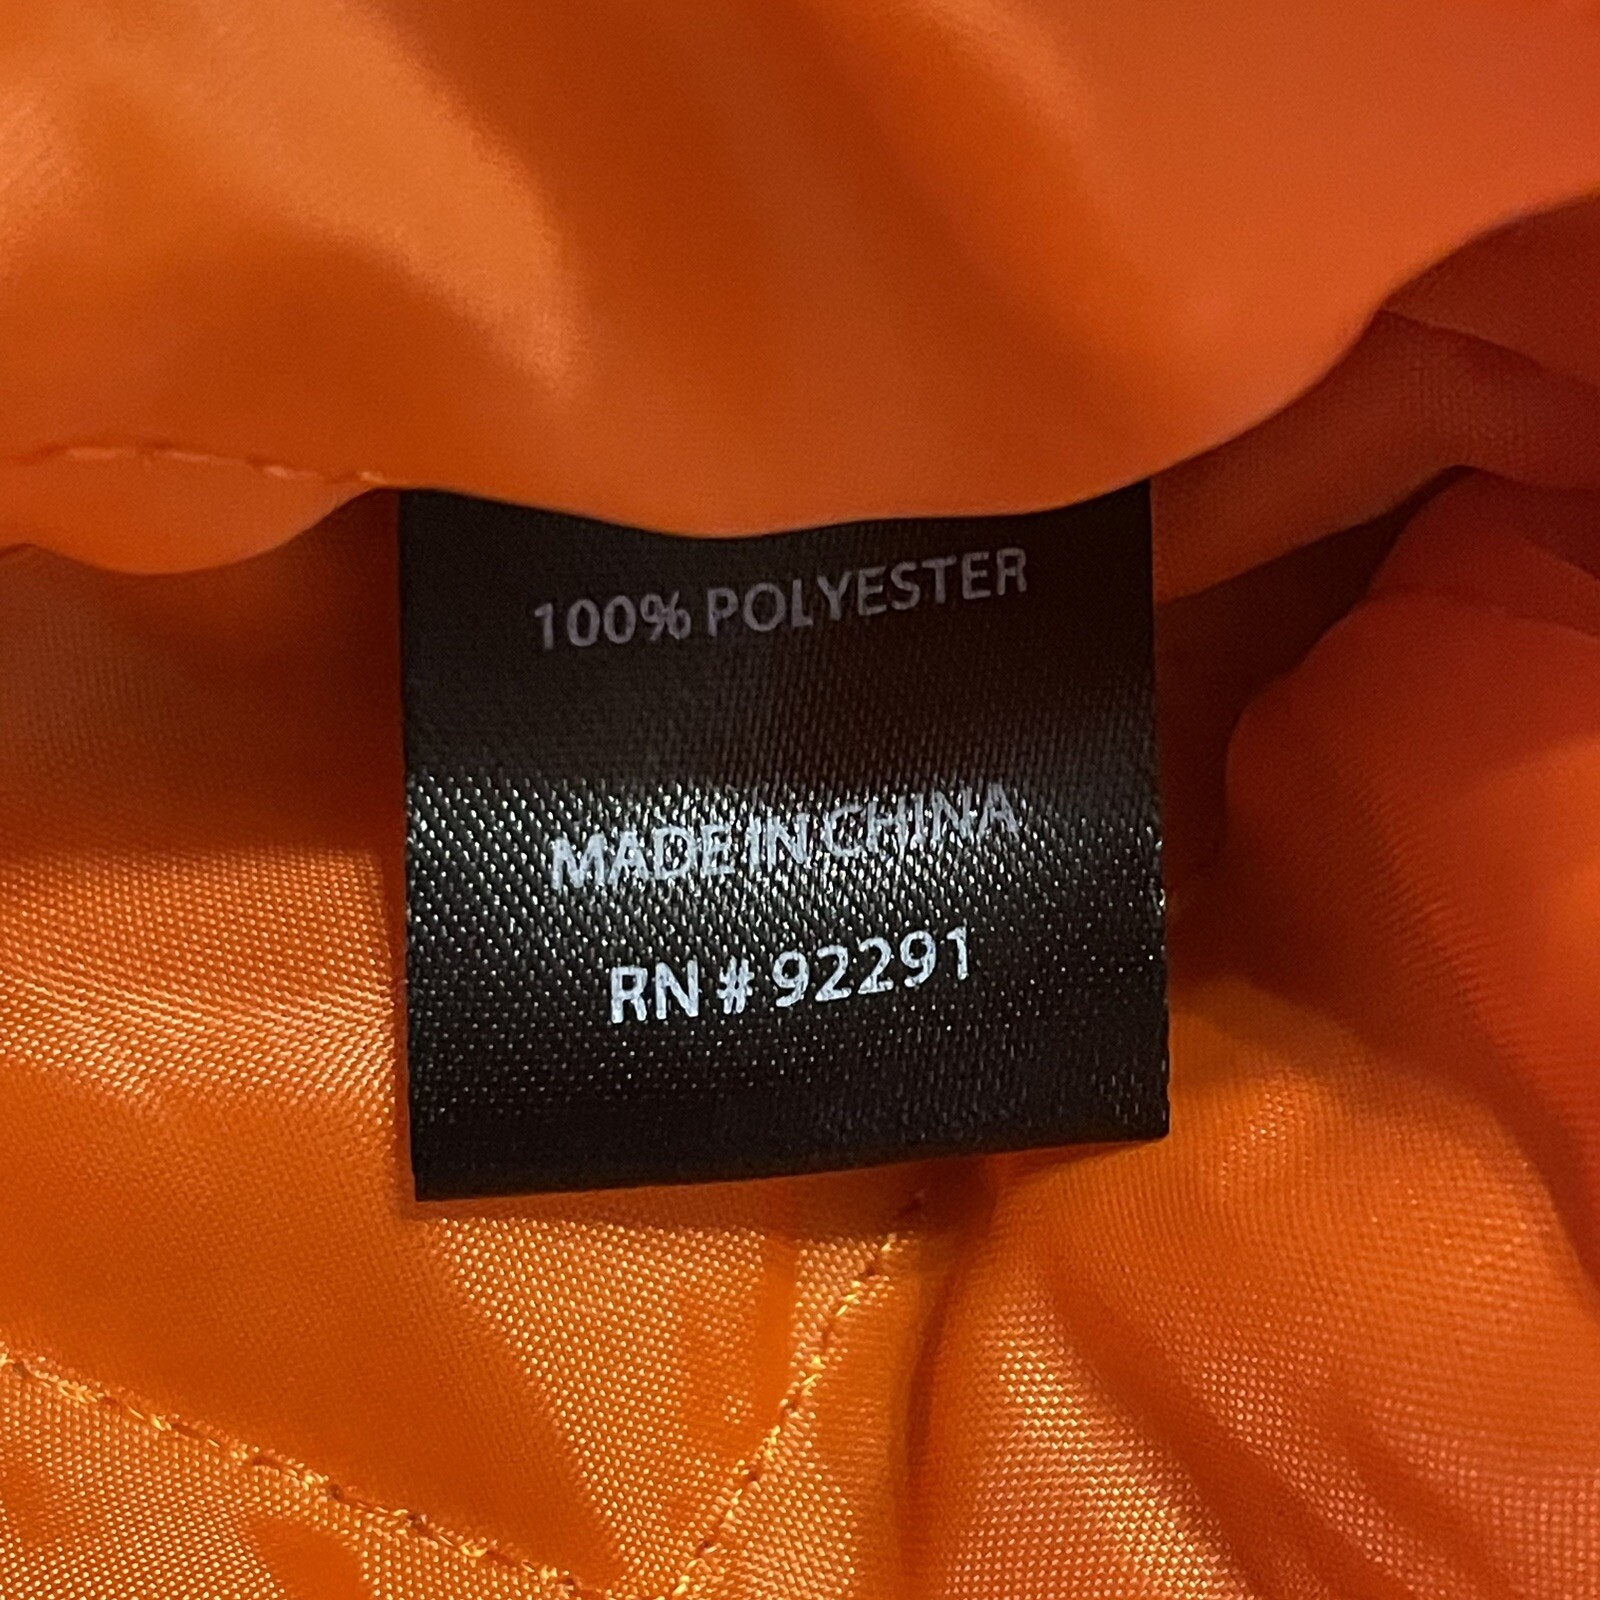 100% POLYESTER
MADE IN CHINA
RN # 92291